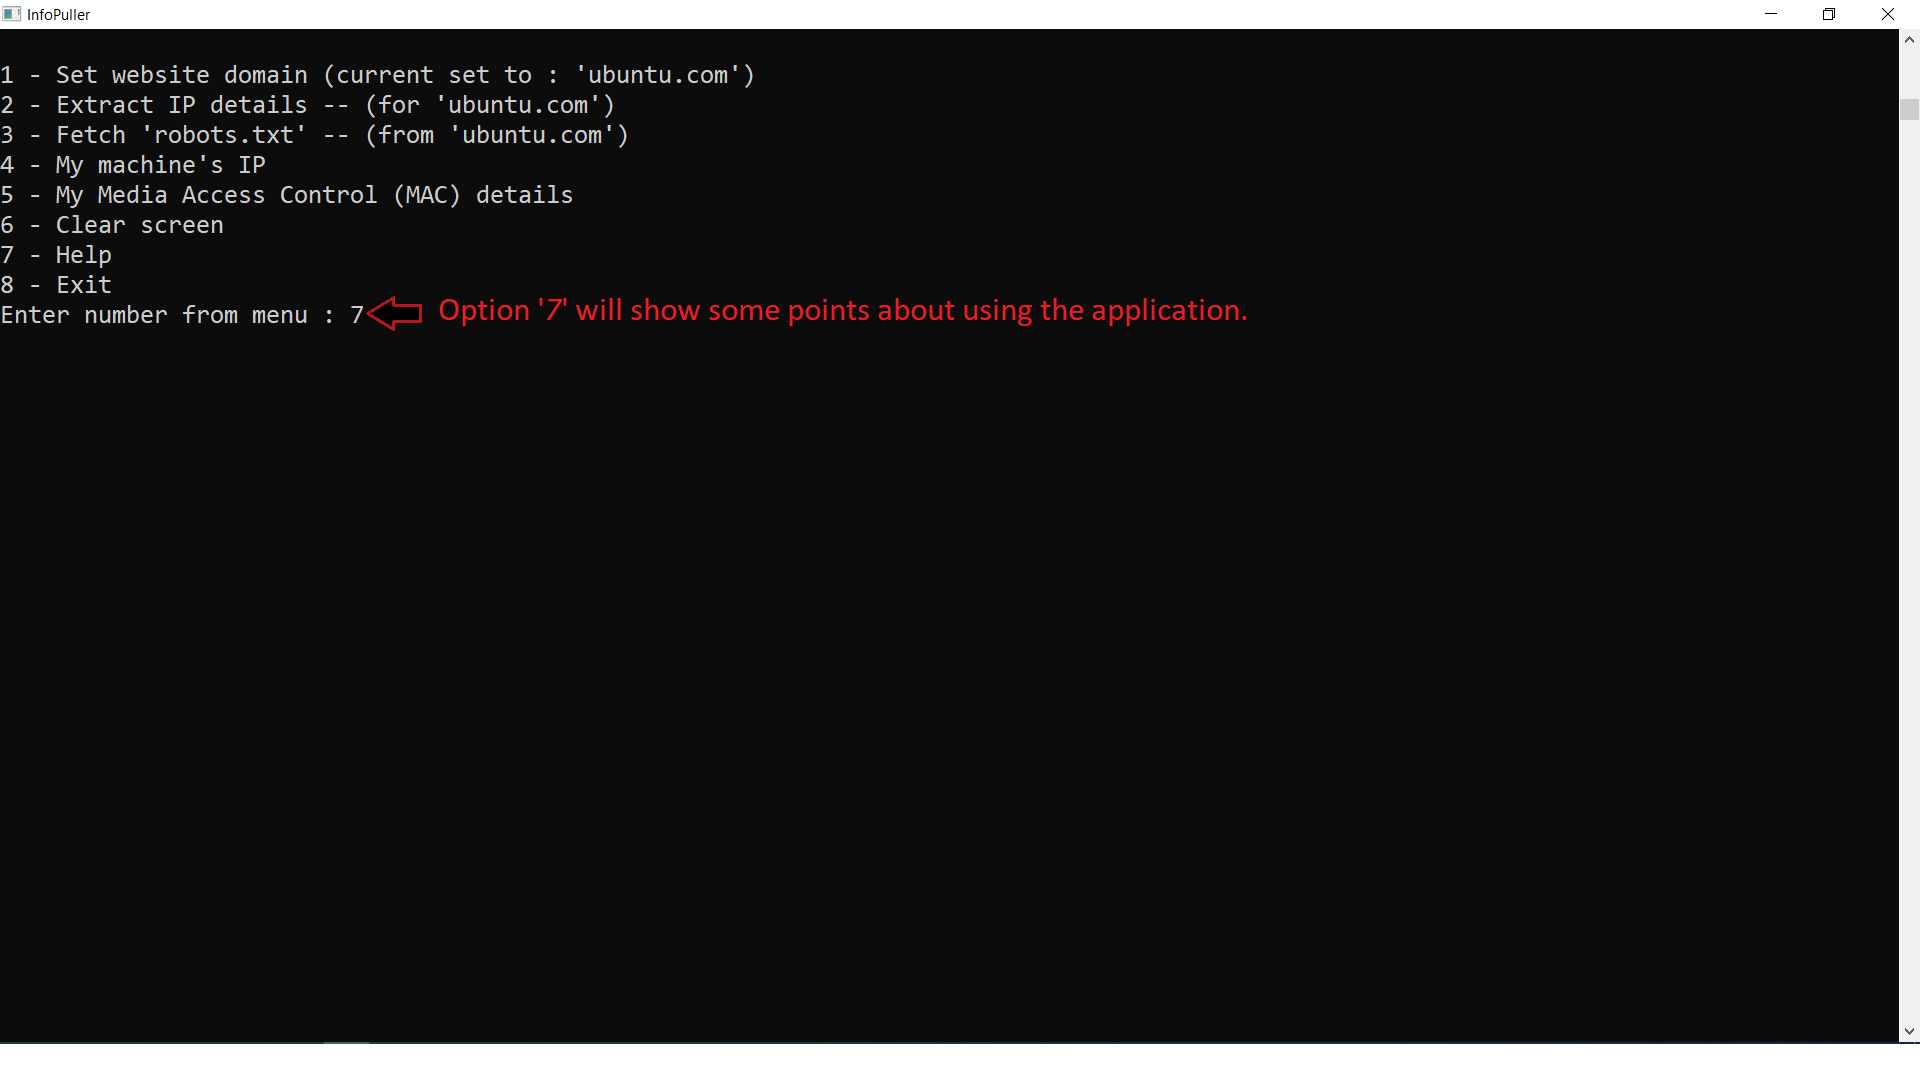 InfoPuller
1 - Set website domain (current set to : 'ubuntu.com')
2 - Extract IP details -- (for 'ubuntu.com')
3 - Fetch 'robots.txt' -- (from 'ubuntu.com')
4 - My machine's IP
5 - My Media Access Control (MAC) details
6 - Clear screen
7 - Help
8 - Exit
Enter number from menu : 7 Option '7' will show some points about using the application.